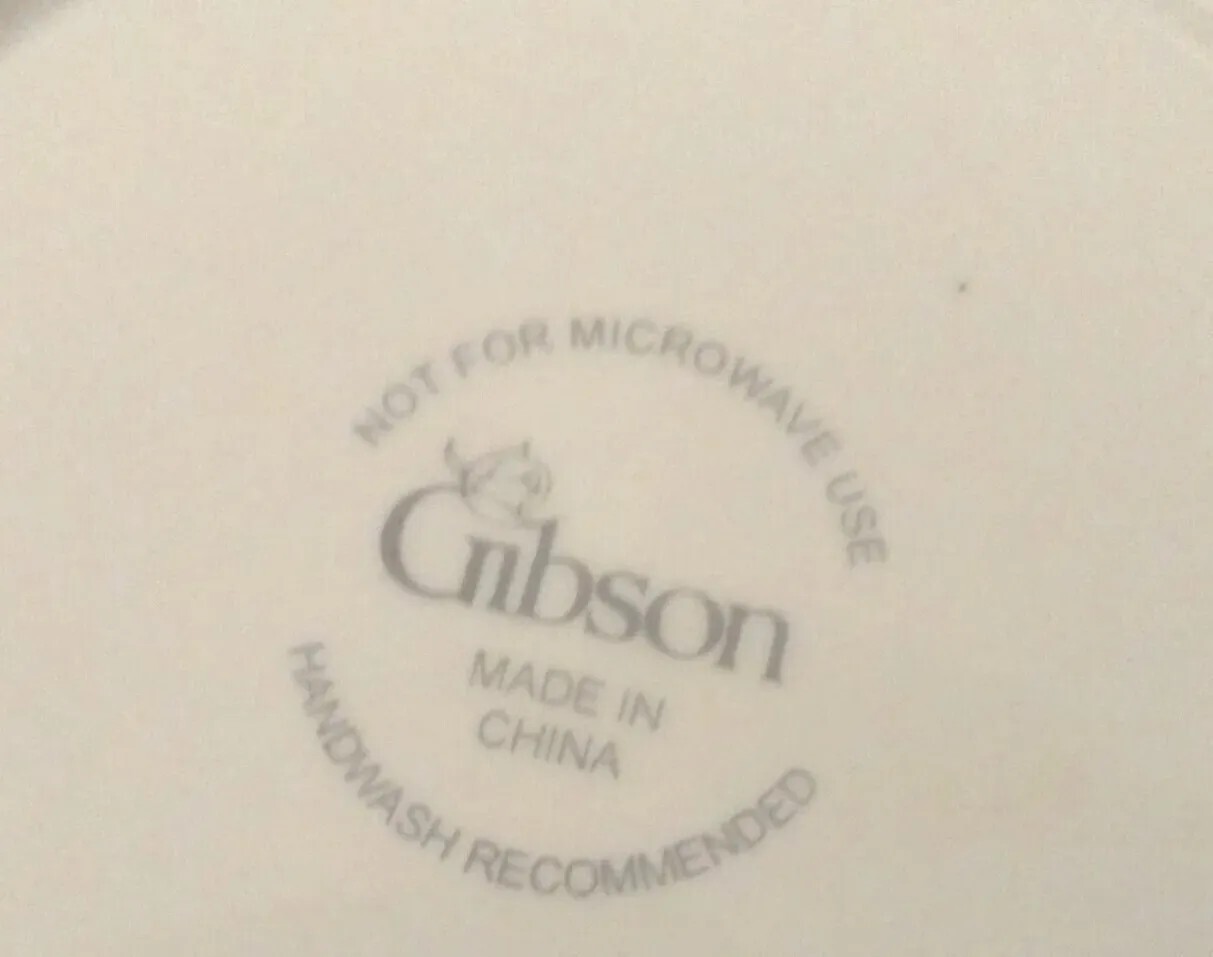 NOT FOR MICROWAVE USE
Gibson
MADE IN
CHINA
HANDWASH RECOMMENDED